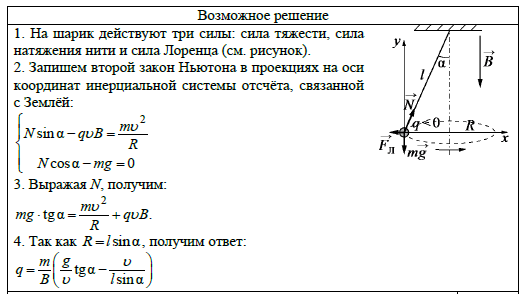 Возможное решение
1. На шарик действуют три силы: сила тяжести, сила
натяжения нити и сила Лоренца (см. рисунок).
2. Запишем второй закон Ньютона в проекциях на оси
координат инерциальной системы отсчёта, связанной
с Землёй:
N sin α − qυB = mυ²/R
N cos α − mg = 0
3. Выражая N, получим:
mg · tg α = mυ²/R + qυB.
4. Так как R = l sin α, получим ответ:
q = m/B (g/υ tg α − υ/(l sin α))
y
α
l
B⃗
N⃗
q < 0
R
x
F⃗л
mg⃗